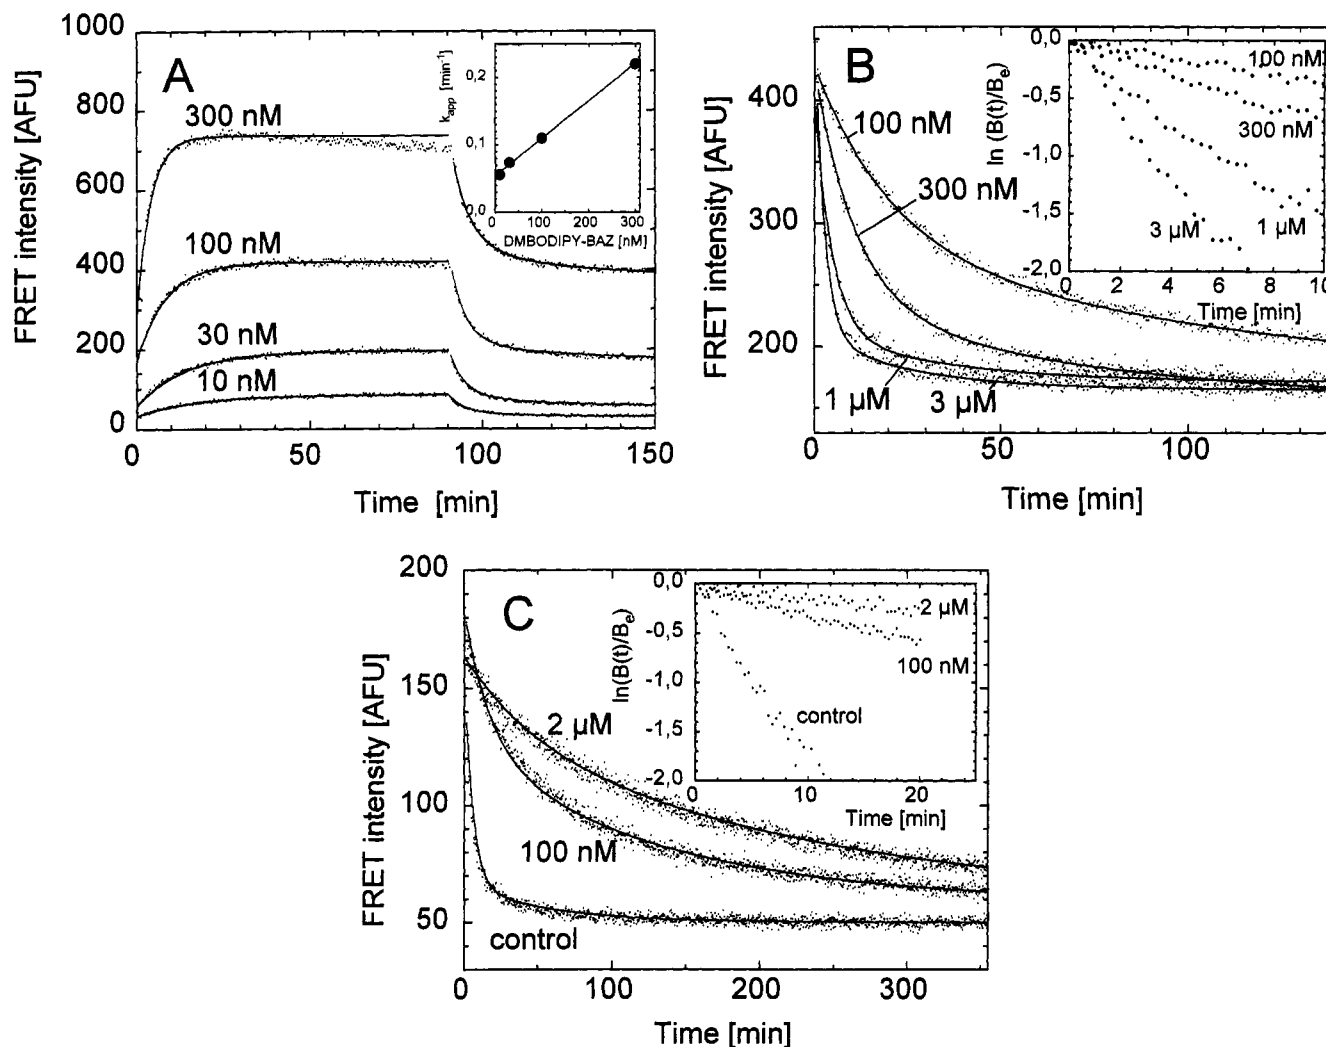 A
FRET intensity [AFU]
1000
800
600
400
200
0
300 nM
100 nM
30 nM
10 nM
0 50 100 150
Time [min]
k_app [min⁻¹]
0,2
0,1
0,0
0 100 200 300
DMBODIPY-BAZ [nM]
B
FRET intensity [AFU]
400
300
200
100 nM
300 nM
1 µM
3 µM
0 50 100
Time [min]
ln (B(t)/B_e)
0,0
-0,5
-1,0
-1,5
-2,0
100 nM
300 nM
3 µM 1 µM
0 2 4 6 8 10
Time [min]
C
FRET intensity [AFU]
200
150
100
50
2 µM
100 nM
control
0 100 200 300
Time [min]
ln(B(t)/B_e)
0,0
-0,5
-1,0
-1,5
-2,0
2 µM
100 nM
control
0 10 20
Time [min]